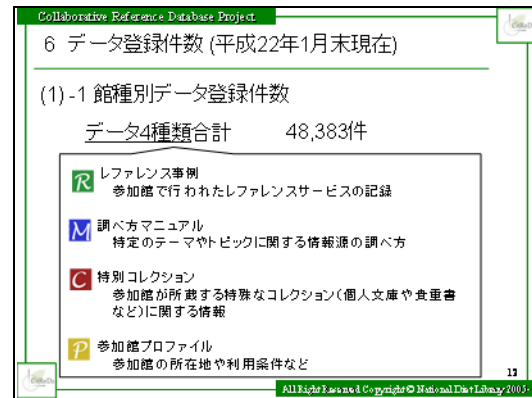 Collaborative Reference Database Project
6 データ登録件数 (平成22年1月末現在)
(1)-1 館種別データ登録件数
データ4種類合計 48,383件
R レファレンス事例
参加館で行われたレファレンスサービスの記録
M 調べ方マニュアル
特定のテーマやトピックに関する情報源の調べ方
C 特別コレクション
参加館が所蔵する特殊なコレクション(個人文庫や貴重書
など)に関する情報
P 参加館プロファイル
参加館の所在地や利用条件など
All Right Reserved Copyright© National Diet Library 2005-